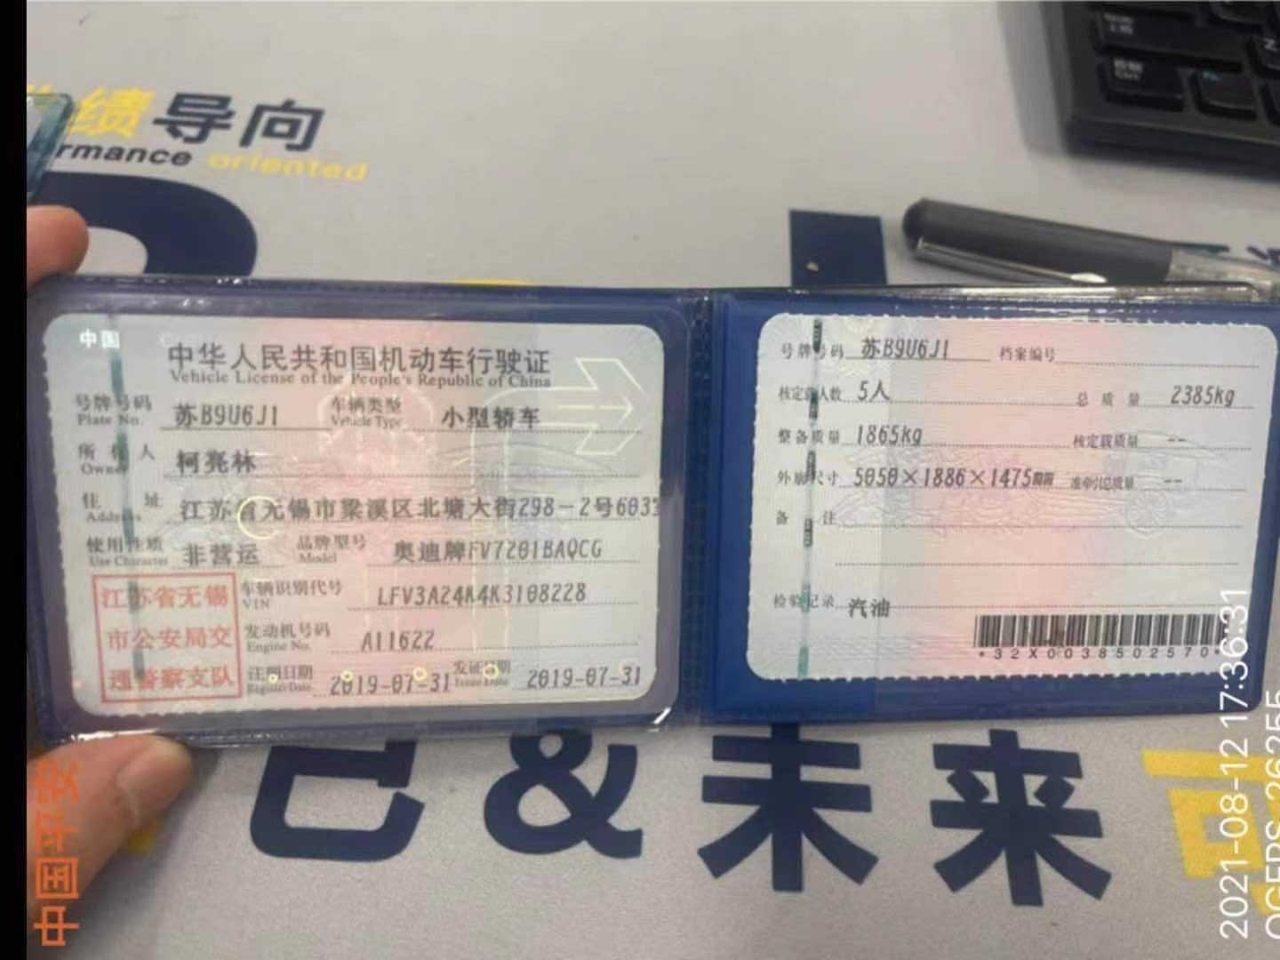 绩导向
rmance oriented
中国
中华人民共和国机动车行驶证
Vehicle License of the People's Republic of China
号牌号码 苏B9U6J1 车辆类型 小型轿车
Plate No. Vehicle Type
所有人 柯亮林
Owner
住址 江苏省无锡市梁溪区北塘大街298-2号603室
Address
使用性质 非营运 品牌型号 奥迪牌FV7201BAQCG
Use Character Model
江苏省无锡
市公安局交
通警察支队
车辆识别代号 LFV3A24K4K3108228
VIN
发动机号码 A11622
Engine No.
注册日期 2019-07-31 发证日期 2019-07-31
Register Date Issue Date
号牌号码 苏B9U6J1 档案编号
核定载人数 5人 总质量 2385kg
整备质量 1865kg 核定载质量 --
外廓尺寸 5050×1886×1475mm 准牵引总质量 --
备注
检验记录 汽油
*32X0038502570*
己&未来
中国平安
2021-08-12 17:36:31